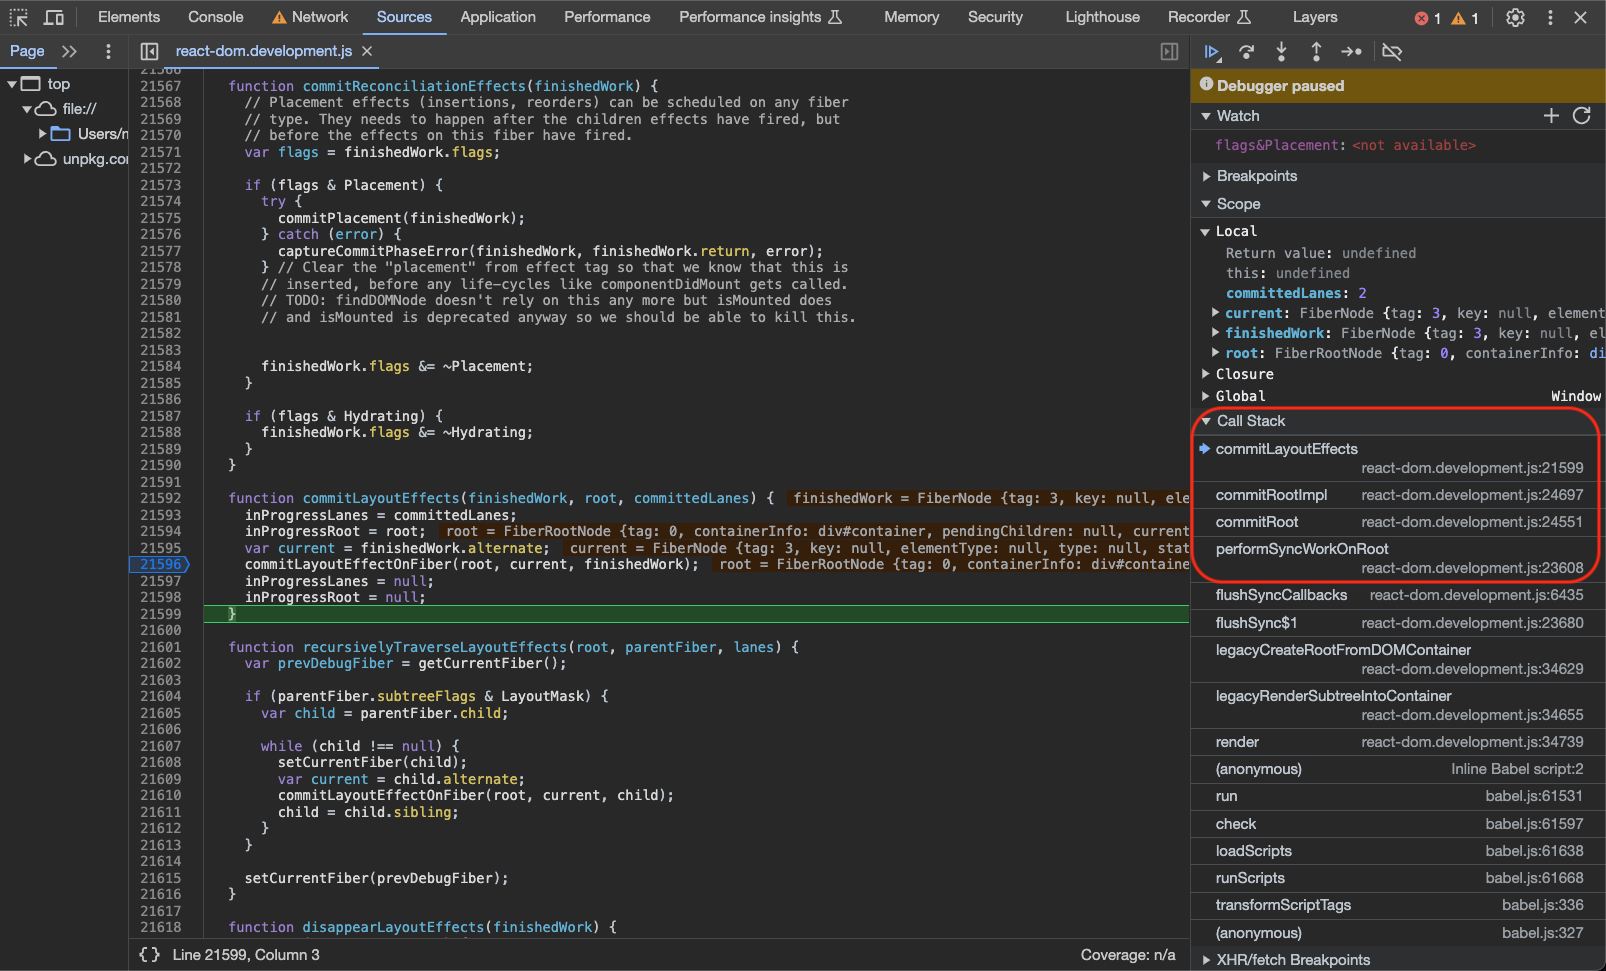 Elements Console Network Sources Application Performance Performance insights Memory Security Lighthouse Recorder Layers 1 1
Page react-dom.development.js
top
file://
Users/n
unpkg.co
21566
21567 function commitReconciliationEffects(finishedWork) {
21568 // Placement effects (insertions, reorders) can be scheduled on any fiber
21569 // type. They needs to happen after the children effects have fired, but
21570 // before the effects on this fiber have fired.
21571 var flags = finishedWork.flags;
21572
21573 if (flags & Placement) {
21574 try {
21575 commitPlacement(finishedWork);
21576 } catch (error) {
21577 captureCommitPhaseError(finishedWork, finishedWork.return, error);
21578 } // Clear the "placement" from effect tag so that we know that this is
21579 // inserted, before any life-cycles like componentDidMount gets called.
21580 // TODO: findDOMNode doesn't rely on this any more but isMounted does
21581 // and isMounted is deprecated anyway so we should be able to kill this.
21582
21583
21584 finishedWork.flags &= ~Placement;
21585 }
21586
21587 if (flags & Hydrating) {
21588 finishedWork.flags &= ~Hydrating;
21589 }
21590 }
21591
21592 function commitLayoutEffects(finishedWork, root, committedLanes) { finishedWork = FiberNode {tag: 3, key: null, ele
21593 inProgressLanes = committedLanes;
21594 inProgressRoot = root; root = FiberRootNode {tag: 0, containerInfo: div#container, pendingChildren: null, current
21595 var current = finishedWork.alternate; current = FiberNode {tag: 3, key: null, elementType: null, type: null, stat
21596 commitLayoutEffectOnFiber(root, current, finishedWork); root = FiberRootNode {tag: 0, containerInfo: div#containe
21597 inProgressLanes = null;
21598 inProgressRoot = null;
21599 }
21600
21601 function recursivelyTraverseLayoutEffects(root, parentFiber, lanes) {
21602 var prevDebugFiber = getCurrentFiber();
21603
21604 if (parentFiber.subtreeFlags & LayoutMask) {
21605 var child = parentFiber.child;
21606
21607 while (child !== null) {
21608 setCurrentFiber(child);
21609 var current = child.alternate;
21610 commitLayoutEffectOnFiber(root, current, child);
21611 child = child.sibling;
21612 }
21613 }
21614
21615 setCurrentFiber(prevDebugFiber);
21616 }
21617
21618 function disappearLayoutEffects(finishedWork) {
{} Line 21599, Column 3 Coverage: n/a
Debugger paused
Watch
flags&Placement: <not available>
Breakpoints
Scope
Local
Return value: undefined
this: undefined
committedLanes: 2
current: FiberNode {tag: 3, key: null, element
finishedWork: FiberNode {tag: 3, key: null, el
root: FiberRootNode {tag: 0, containerInfo: di
Closure
Global Window
Call Stack
commitLayoutEffects
react-dom.development.js:21599
commitRootImpl react-dom.development.js:24697
commitRoot react-dom.development.js:24551
performSyncWorkOnRoot
react-dom.development.js:23608
flushSyncCallbacks react-dom.development.js:6435
flushSync$1 react-dom.development.js:23680
legacyCreateRootFromDOMContainer
react-dom.development.js:34629
legacyRenderSubtreeIntoContainer
react-dom.development.js:34655
render react-dom.development.js:34739
(anonymous) Inline Babel script:2
run babel.js:61531
check babel.js:61597
loadScripts babel.js:61638
runScripts babel.js:61668
transformScriptTags babel.js:336
(anonymous) babel.js:327
XHR/fetch Breakpoints